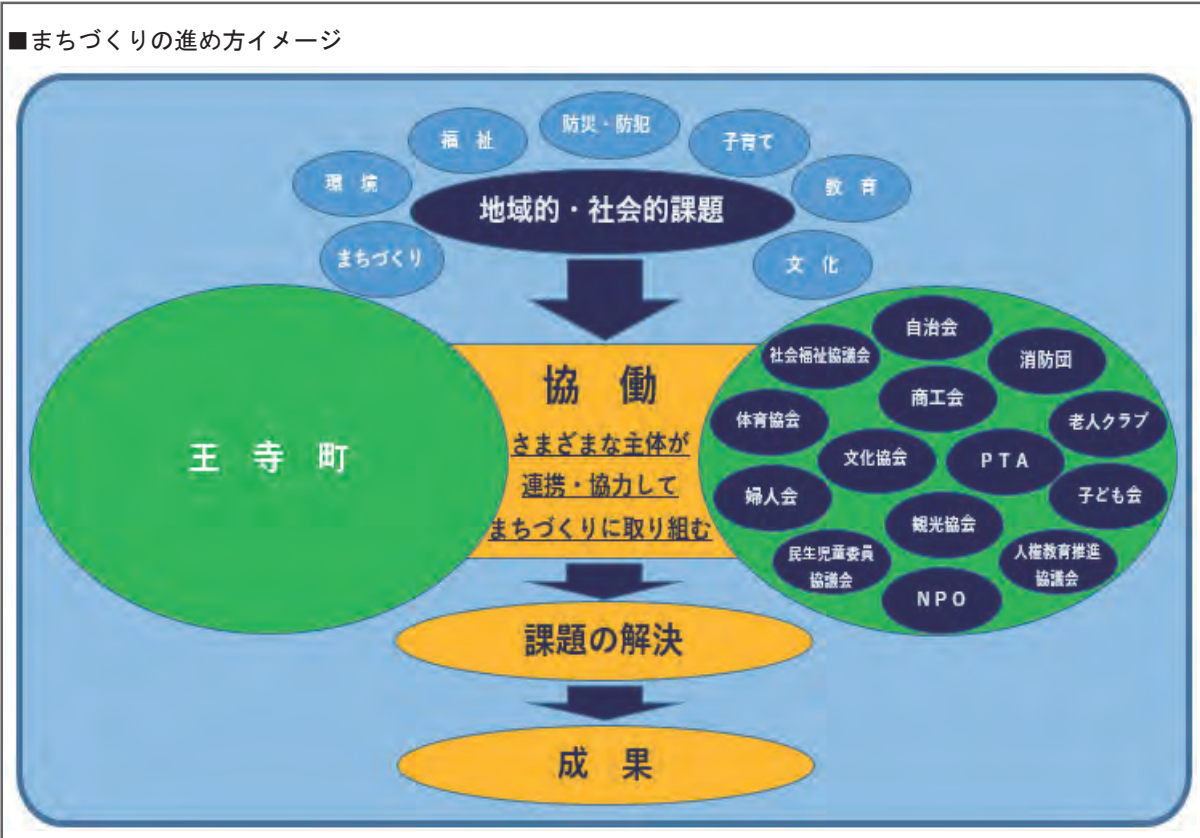 ■まちづくりの進め方イメージ
防災・防犯
福 祉
子育て
環 境
教 育
地域的・社会的課題
まちづくり
文 化
王 寺 町
協 働
さまざまな主体が
連携・協力して
まちづくりに取り組む
自治会
社会福祉協議会
消防団
商工会
体育協会
老人クラブ
文化協会
PTA
婦人会
子ども会
観光協会
民生児童委員
協議会
人権教育推進
協議会
NPO
課題の解決
成 果